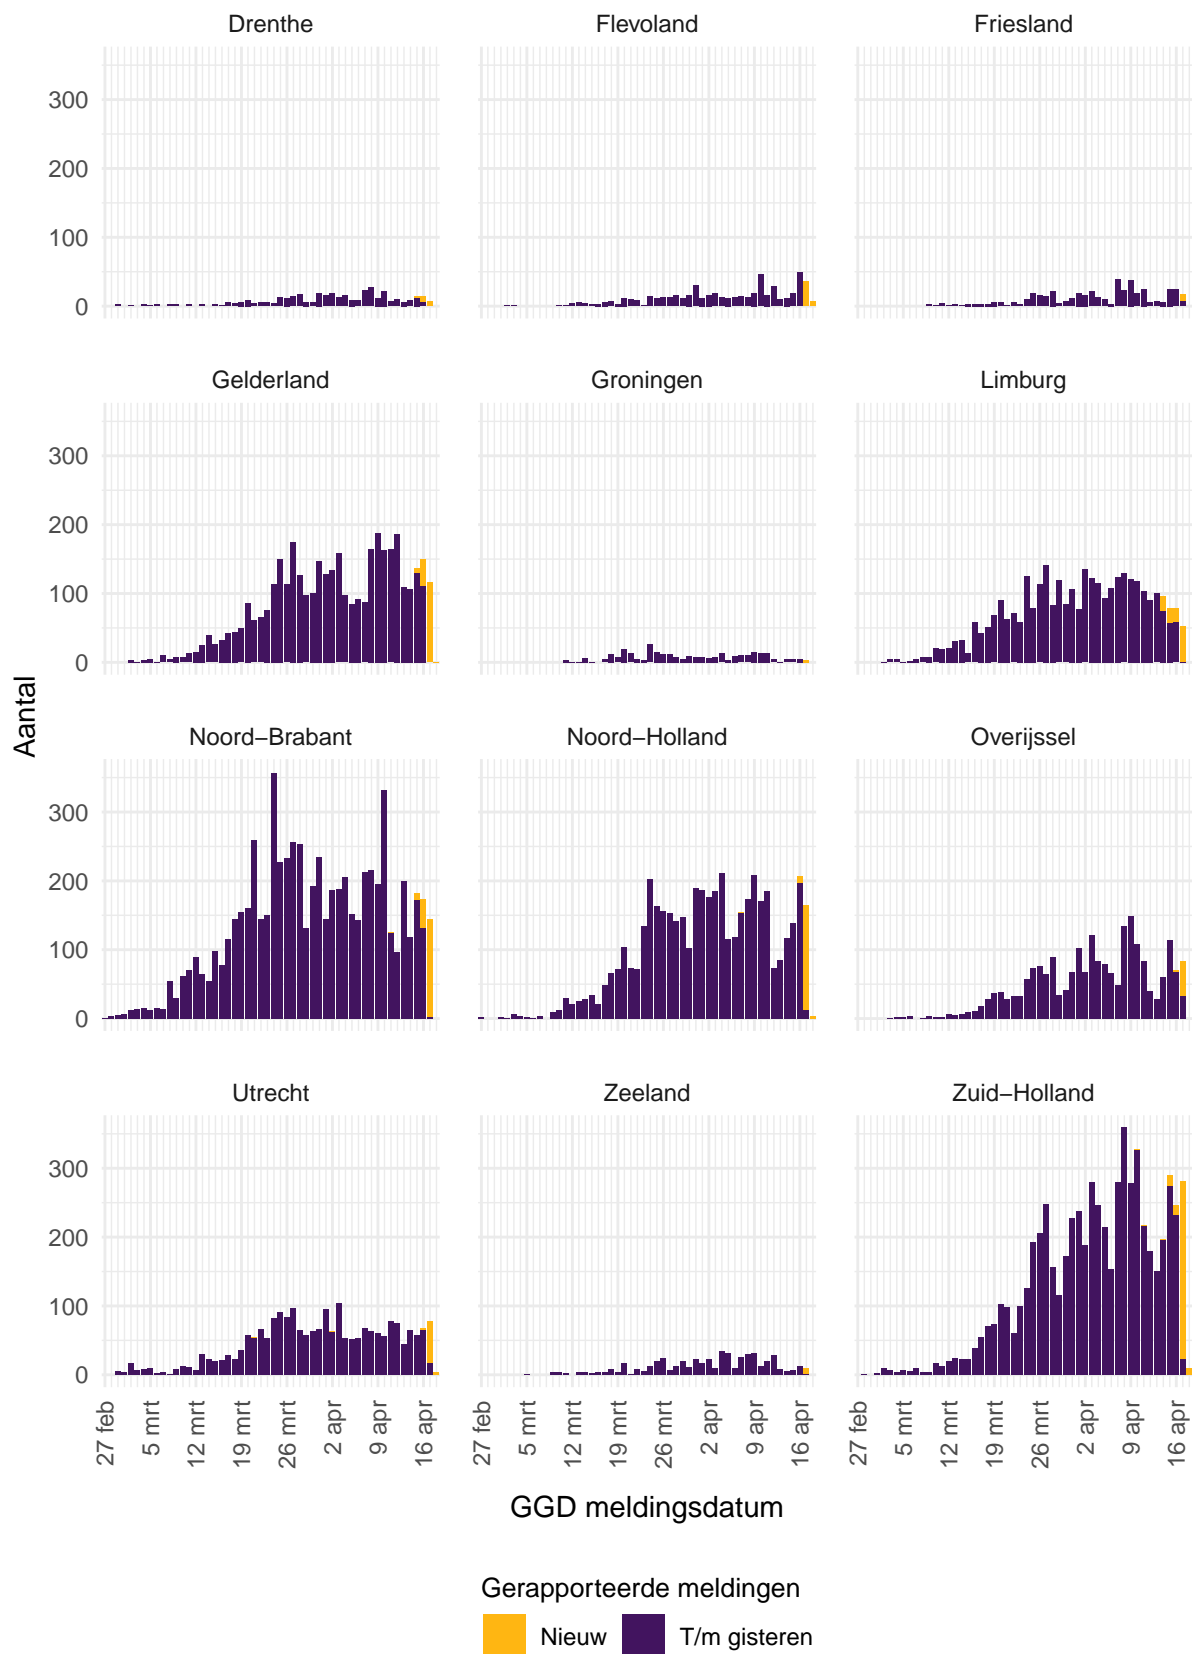 Drenthe Flevoland Friesland
300
200
100
0
Gelderland Groningen Limburg
300
200
100
0
Aantal
Noord−Brabant Noord−Holland Overijssel
300
200
100
0
Utrecht Zeeland Zuid−Holland
300
200
100
0
27 feb 5 mrt 12 mrt 19 mrt 26 mrt 2 apr 9 apr 16 apr 27 feb 5 mrt 12 mrt 19 mrt 26 mrt 2 apr 9 apr 16 apr 27 feb 5 mrt 12 mrt 19 mrt 26 mrt 2 apr 9 apr 16 apr
GGD meldingsdatum
Gerapporteerde meldingen
Nieuw T/m gisteren